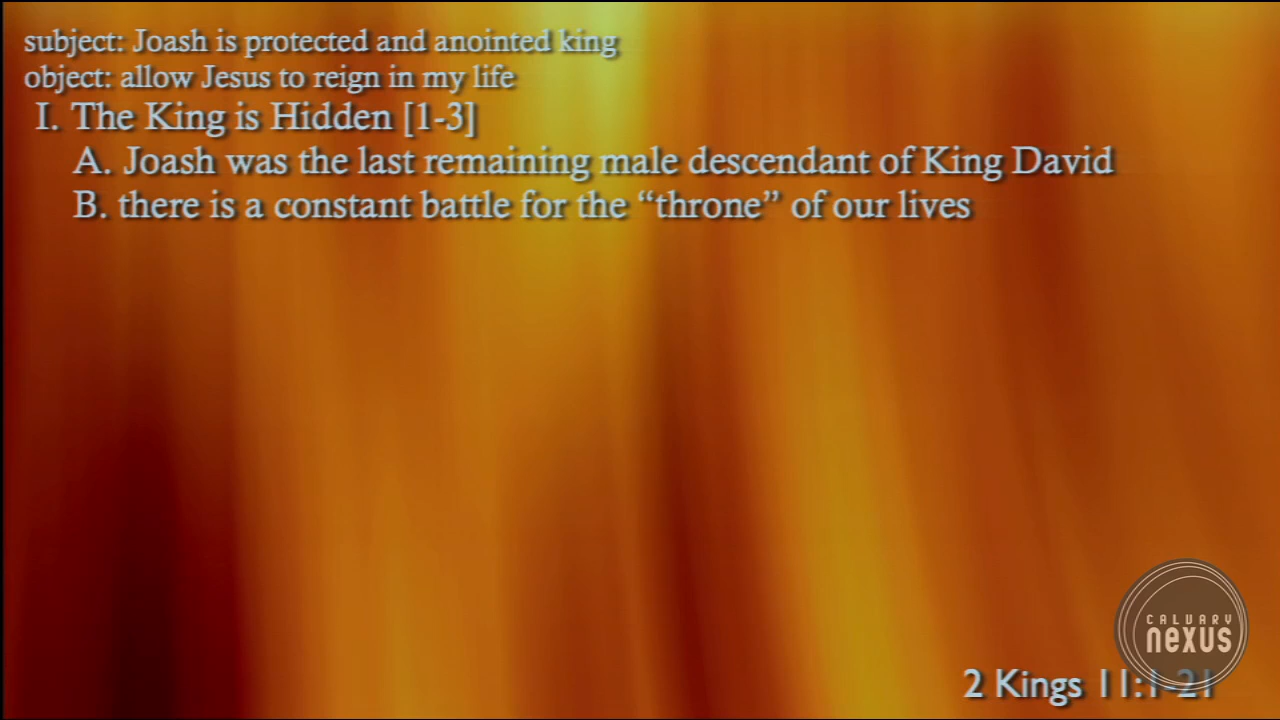 subject: Joash is protected and anointed king
object: allow Jesus to reign in my life
I. The King is Hidden [1-3]
A. Joash was the last remaining male descendant of King David
B. there is a constant battle for the “throne” of our lives
CALVARY
nexus
2 Kings 11:1-21